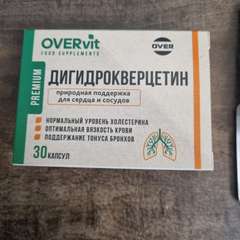 OVERvit
FOOD SUPPLEMENTS
OVER
PREMIUM
ДИГИДРОКВЕРЦЕТИН
природная поддержка
для сердца и сосудов
НОРМАЛЬНЫЙ УРОВЕНЬ ХОЛЕСТЕРИНА
ОПТИМАЛЬНАЯ ВЯЗКОСТЬ КРОВИ
ПОДДЕРЖАНИЕ ТОНУСА БРОНХОВ
30 КАПСУЛ